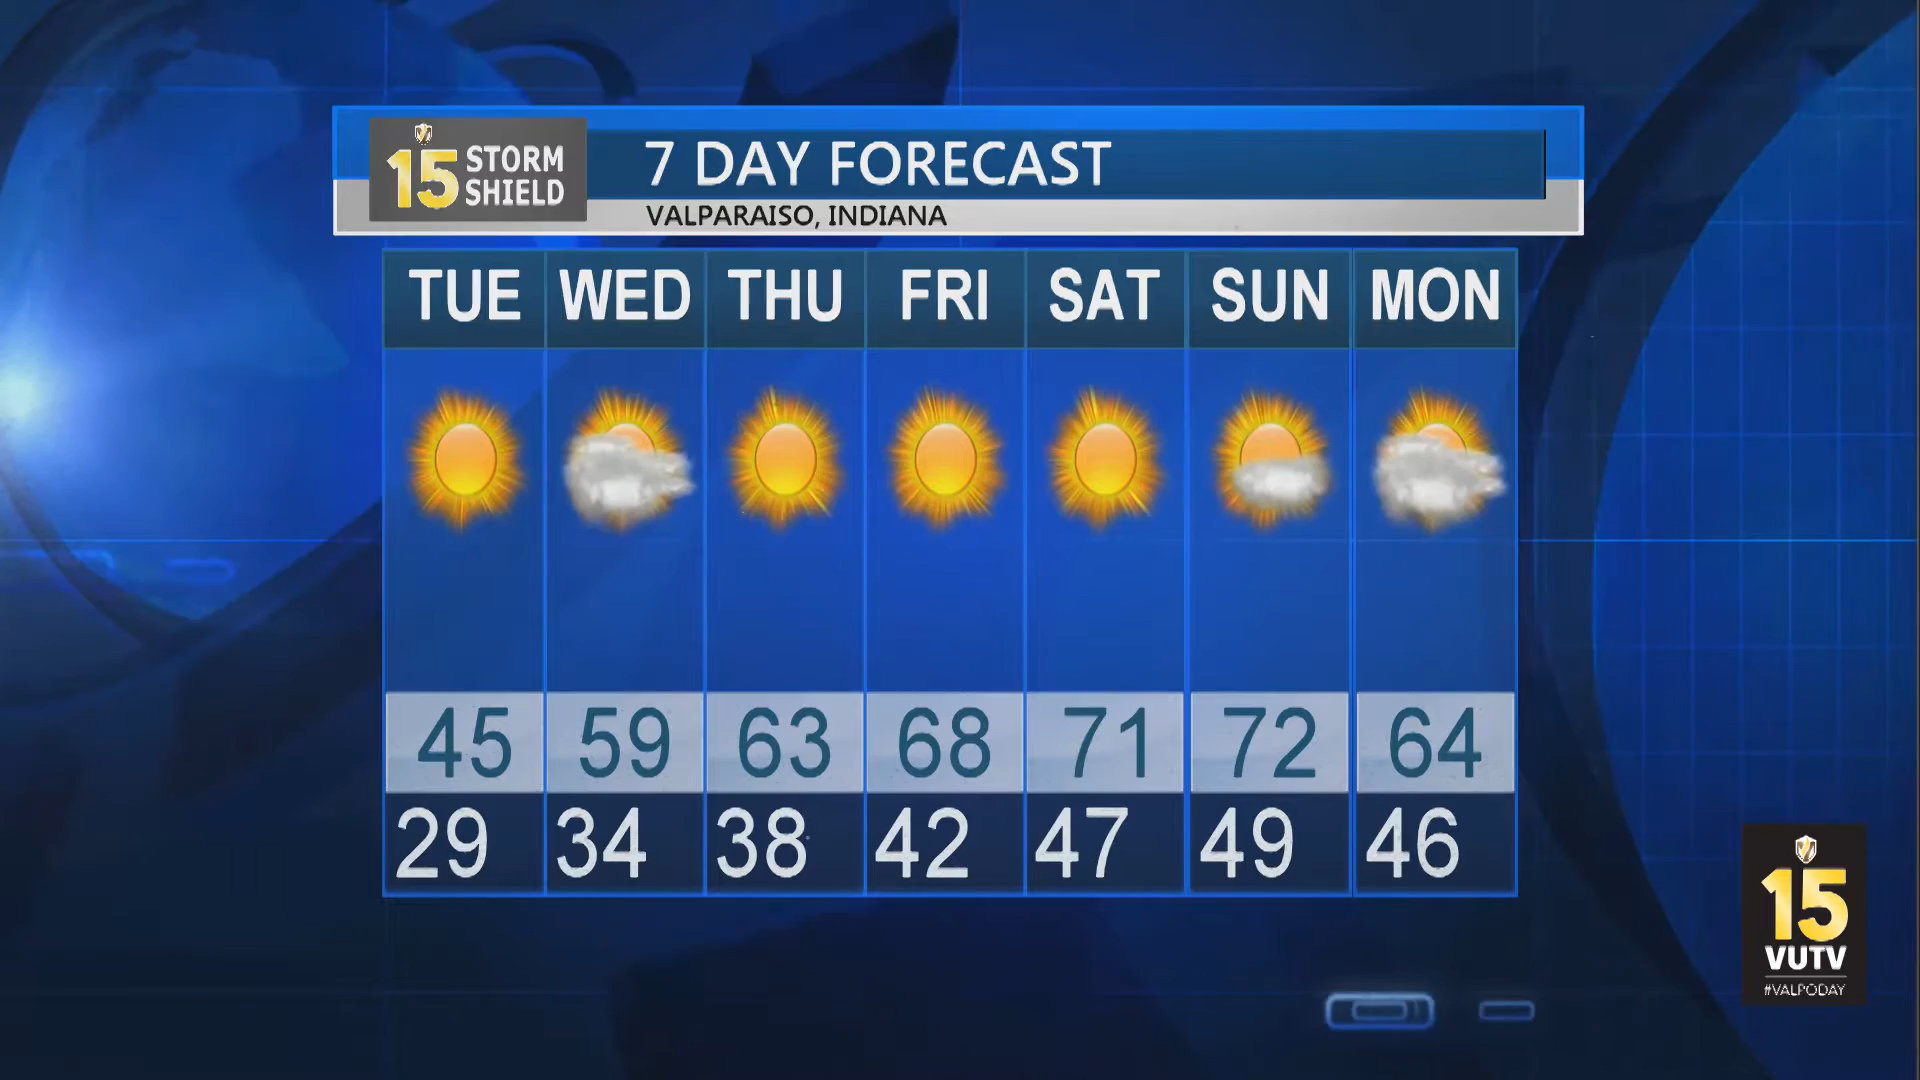 15 STORM
SHIELD
7 DAY FORECAST
VALPARAISO, INDIANA
TUE WED THU FRI SAT SUN MON
45 59 63 68 71 72 64
29 34 38 42 47 49 46
15
VUTV
#VALPODAY